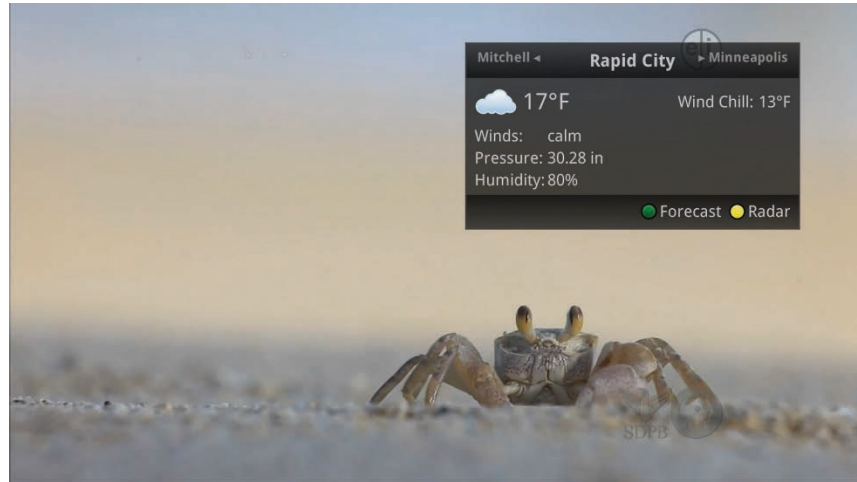 eli
Mitchell ◂ Rapid City ▸ Minneapolis
17°F Wind Chill: 13°F
Winds: calm
Pressure: 30.28 in
Humidity: 80%
Forecast Radar
SDPB